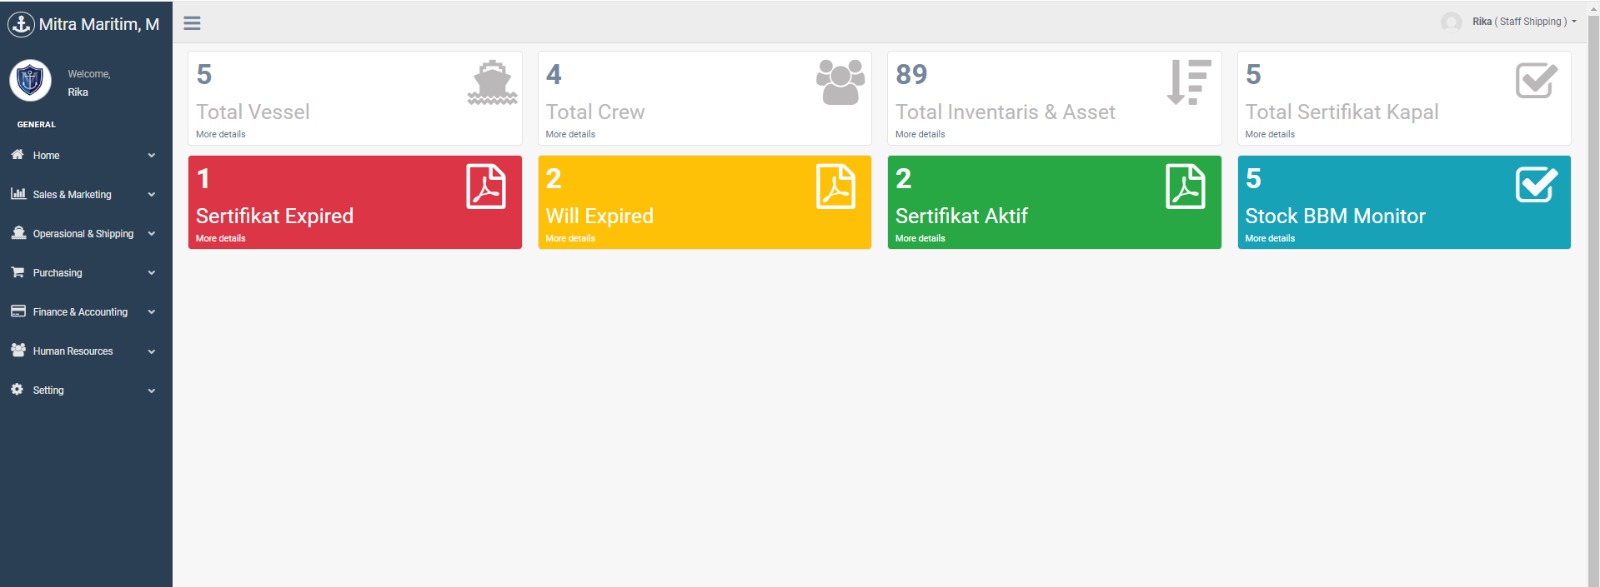 Mitra Maritim, M
Rika ( Staff Shipping )
Welcome,
Rika
GENERAL
Home
Sales & Marketing
Operasional & Shipping
Purchasing
Finance & Accounting
Human Resources
Setting
5
Total Vessel
More details
4
Total Crew
More details
89
Total Inventaris & Asset
More details
5
Total Sertifikat Kapal
More details
1
Sertifikat Expired
More details
2
Will Expired
More details
2
Sertifikat Aktif
More details
5
Stock BBM Monitor
More details